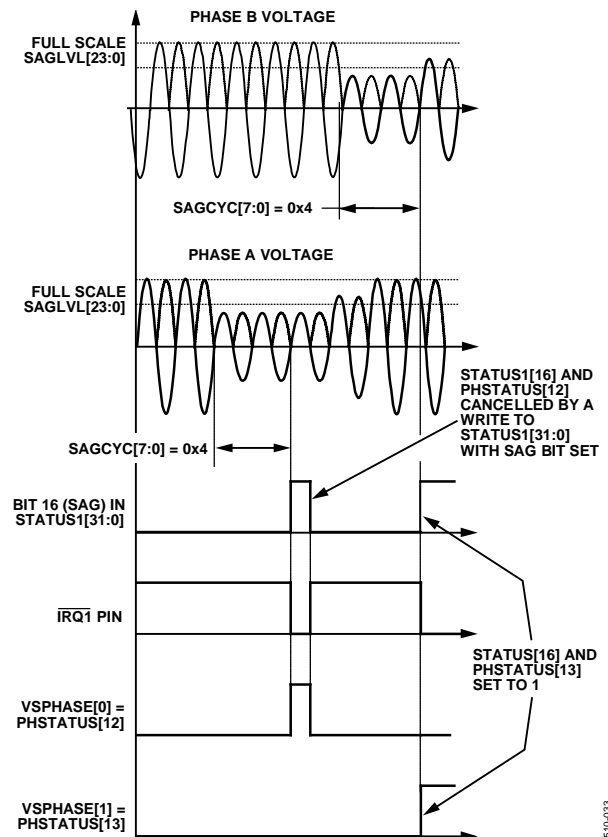 PHASE B VOLTAGE
FULL SCALE
SAGLVL[23:0]
SAGCYC[7:0] = 0x4
PHASE A VOLTAGE
FULL SCALE
SAGLVL[23:0]
STATUS1[16] AND
PHSTATUS[12]
CANCELLED BY A
WRITE TO
STATUS1[31:0]
WITH SAG BIT SET
SAGCYC[7:0] = 0x4
BIT 16 (SAG) IN
STATUS1[31:0]
IRQ1 PIN
STATUS[16] AND
PHSTATUS[13]
SET TO 1
VSPHASE[0] =
PHSTATUS[12]
VSPHASE[1] =
PHSTATUS[13]